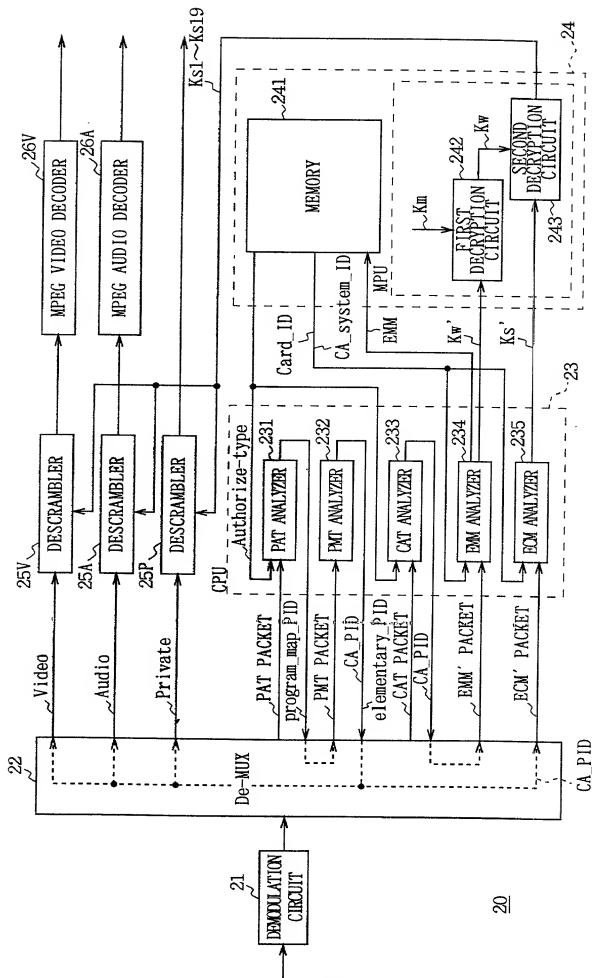 20
21
DEMODULATION
CIRCUIT
22
De-MUX
CA_PID
Video
Audio
Private
25V
DESCRAMBLER
25A
DESCRAMBLER
25P
DESCRAMBLER
26V
MPEG VIDEO DECODER
26A
MPEG AUDIO DECODER
Ks1~Ks19
CPU
Authorize-type
PAT PACKET
program_map_PID
PMT PACKET
CA_PID
elementary_PID
CAT PACKET
CA_PID
EMM' PACKET
ECM' PACKET
231
PAT ANALYZER
232
PMT ANALYZER
233
CAT ANALYZER
234
EMM ANALYZER
235
ECM ANALYZER
23
Card_ID
CA_system_ID
EMM
MPU
Kw'
Ks'
241
MEMORY
24
Km
242
FIRST
DECRYPTION
CIRCUIT
Kw
SECOND
DECRYPTION
CIRCUIT
243